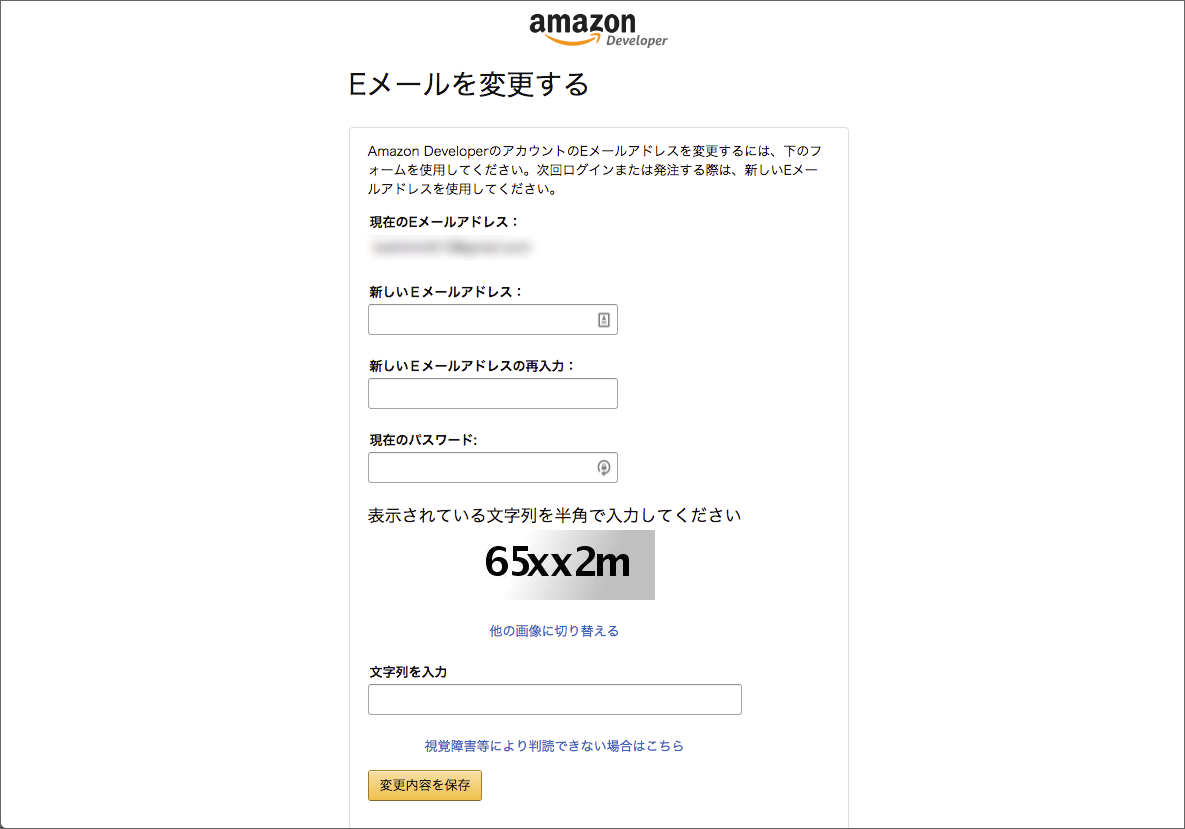 amazon
Developer
Eメールを変更する
Amazon DeveloperのアカウントのEメールアドレスを変更するには、下のフ
ォームを使用してください。次回ログインまたは発注する際は、新しいEメー
ルアドレスを使用してください。
現在のEメールアドレス：
新しいＥメールアドレス：
新しいＥメールアドレスの再入力：
現在のパスワード:
表示されている文字列を半角で入力してください
65xx2m
他の画像に切り替える
文字列を入力
視覚障害等により判読できない場合はこちら
変更内容を保存